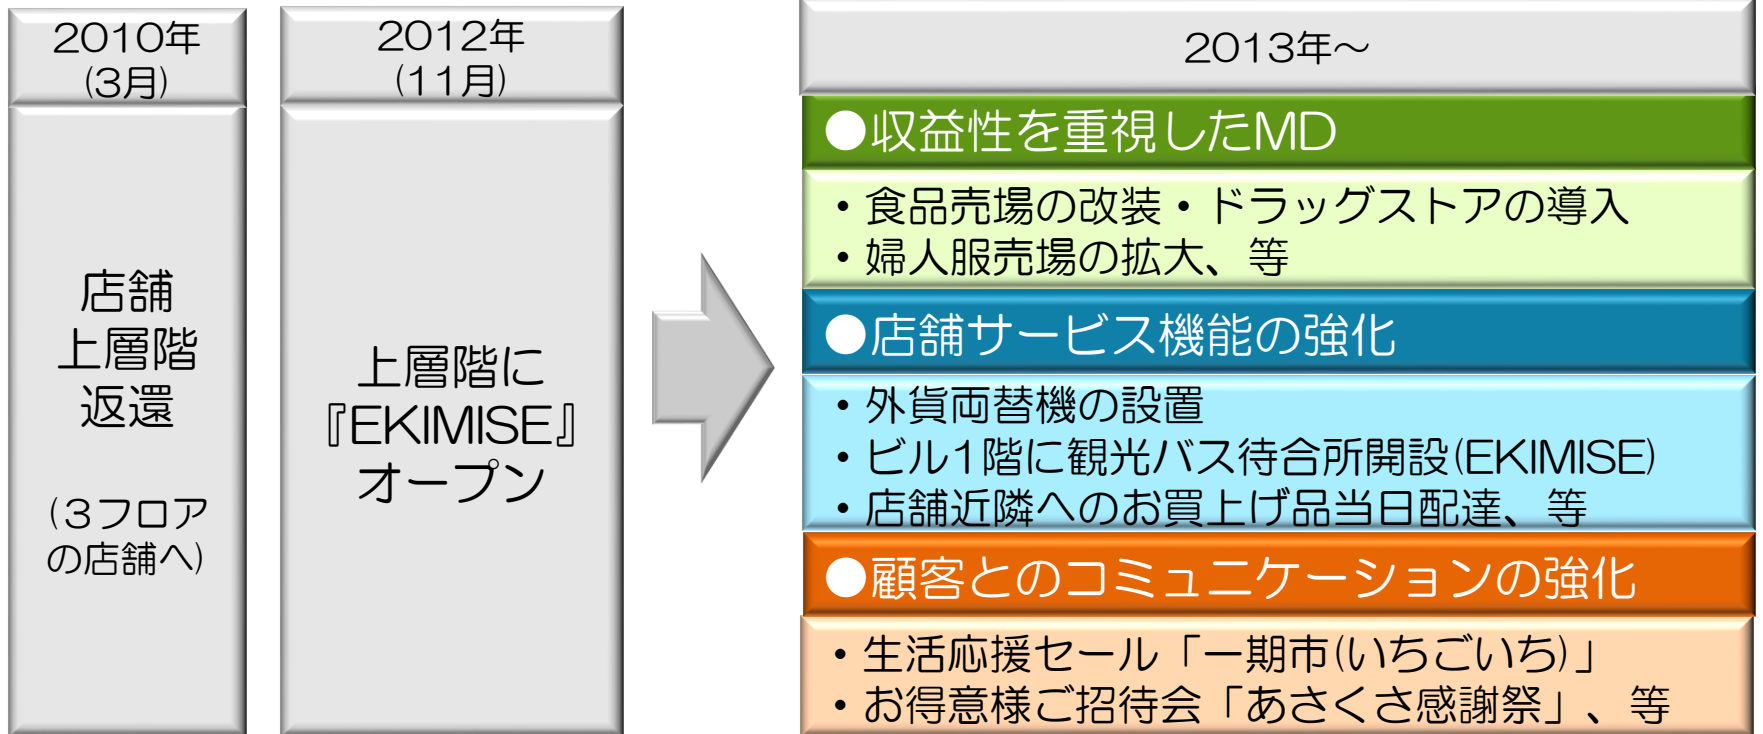 2010年
(3月)
店舗
上層階
返還
(3フロア
の店舗へ)
2012年
(11月)
上層階に
『EKIMISE』
オープン
2013年～
●収益性を重視したMD
・食品売場の改装・ドラッグストアの導入
・婦人服売場の拡大、等
●店舗サービス機能の強化
・外貨両替機の設置
・ビル1階に観光バス待合所開設(EKIMISE)
・店舗近隣へのお買上げ品当日配達、等
●顧客とのコミュニケーションの強化
・生活応援セール「一期市(いちごいち)」
・お得意様ご招待会「あさくさ感謝祭」、等